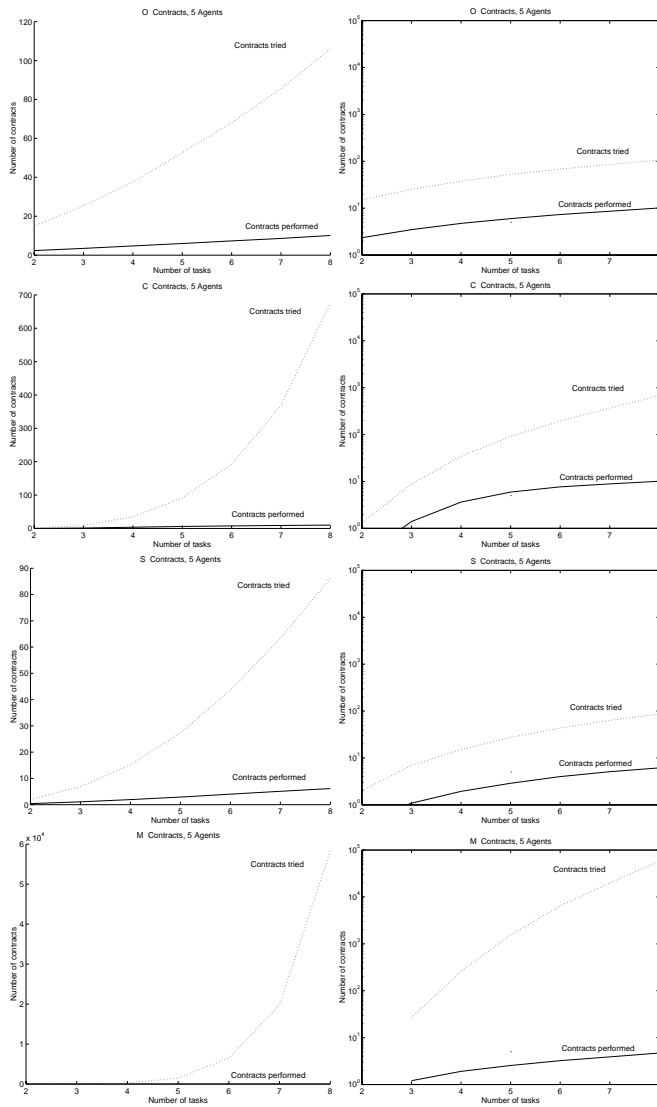 O Contracts, 5 Agents
120
100
80
60
40
20
0
Number of contracts
Contracts tried
Contracts performed
2 3 4 5 6 7 8
Number of tasks
O Contracts, 5 Agents
10^5
10^4
10^3
10^2
10^1
10^0
Number of contracts
Contracts tried
Contracts performed
2 3 4 5 6 7
Number of tasks
C Contracts, 5 Agents
700
600
500
400
300
200
100
0
Number of contracts
Contracts tried
Contracts performed
2 3 4 5 6 7 8
Number of tasks
C Contracts, 5 Agents
10^5
10^4
10^3
10^2
10^1
10^0
Number of contracts
Contracts tried
Contracts performed
2 3 4 5 6 7
Number of tasks
S Contracts, 5 Agents
90
80
70
60
50
40
30
20
10
0
Number of contracts
Contracts tried
Contracts performed
2 3 4 5 6 7 8
Number of tasks
S Contracts, 5 Agents
10^5
10^4
10^3
10^2
10^1
10^0
Number of contracts
Contracts tried
Contracts performed
2 3 4 5 6 7
Number of tasks
M Contracts, 5 Agents
x 10^4
6
5
4
3
2
1
0
Number of contracts
Contracts tried
Contracts performed
2 3 4 5 6 7 8
Number of tasks
M Contracts, 5 Agents
10^5
10^4
10^3
10^2
10^1
10^0
Number of contracts
Contracts tried
Contracts performed
2 3 4 5 6 7
Number of tasks